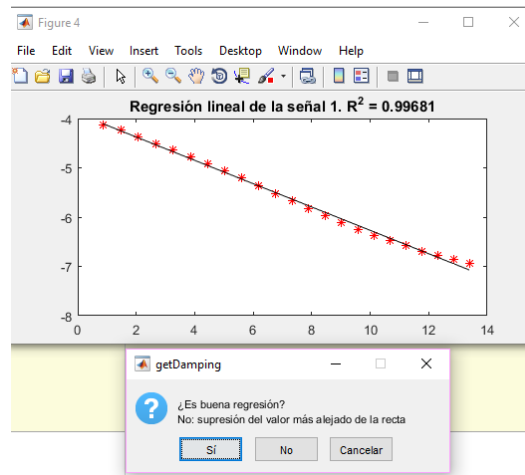 Figure 4
File Edit View Insert Tools Desktop Window Help
Regresión lineal de la señal 1. R² = 0.99681
-4
-5
-6
-7
-8
0 2 4 6 8 10 12 14
getDamping
¿Es buena regresión?
No: supresión del valor más alejado de la recta
Sí No Cancelar